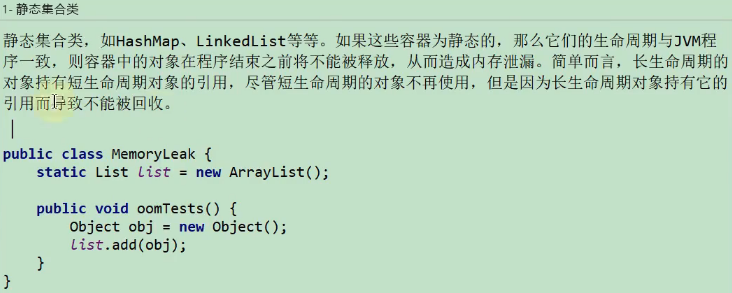 1- 静态集合类
静态集合类，如HashMap、LinkedList等等。如果这些容器为静态的，那么它们的生命周期与JVM程
序一致，则容器中的对象在程序结束之前将不能被释放，从而造成内存泄漏。简单而言，长生命周期的
对象持有短生命周期对象的引用，尽管短生命周期的对象不再使用，但是因为长生命周期对象持有它的
引用而导致不能被回收。
public class MemoryLeak {
    static List list = new ArrayList();
    public void oomTests() {
        Object obj = new Object();
        list.add(obj);
    }
}